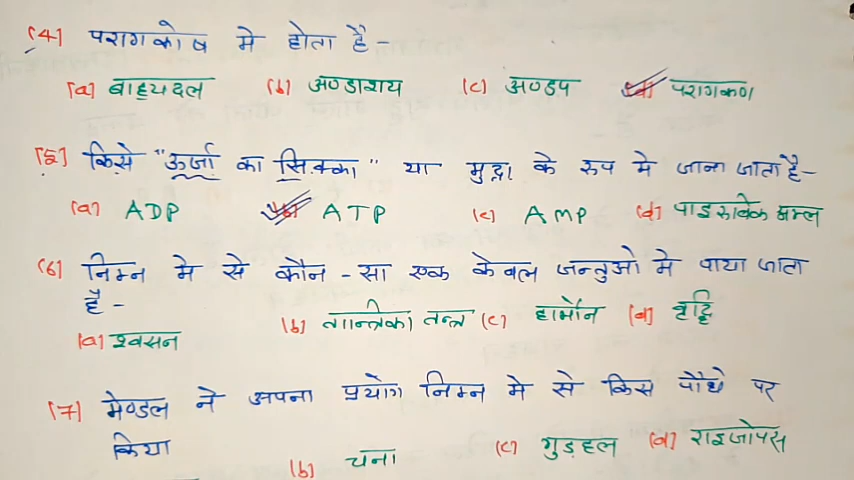 (4) परागकोष मे होता है -
(a) बाह्यदल (b) अण्डाशय (c) अण्डप (d) परागकण
(5) किसे "ऊर्जा का सिक्का" या मुद्रा के रुप मे जाना जाता है-
(a) ADP (b) ATP (c) AMP (d) पाइरुविक अम्ल
(6) निम्न मे से कौन - सा एक केवल जन्तुओ मे पाया जाता
है -
(a) श्वसन (b) तान्त्रिका तन्त्र (c) हार्मोन (d) वृद्धि
(7) मेण्डल ने अपना प्रयोग निम्न मे से किस पौधे पर
किया
(b) चना (c) गुड़हल (d) राइजोपस